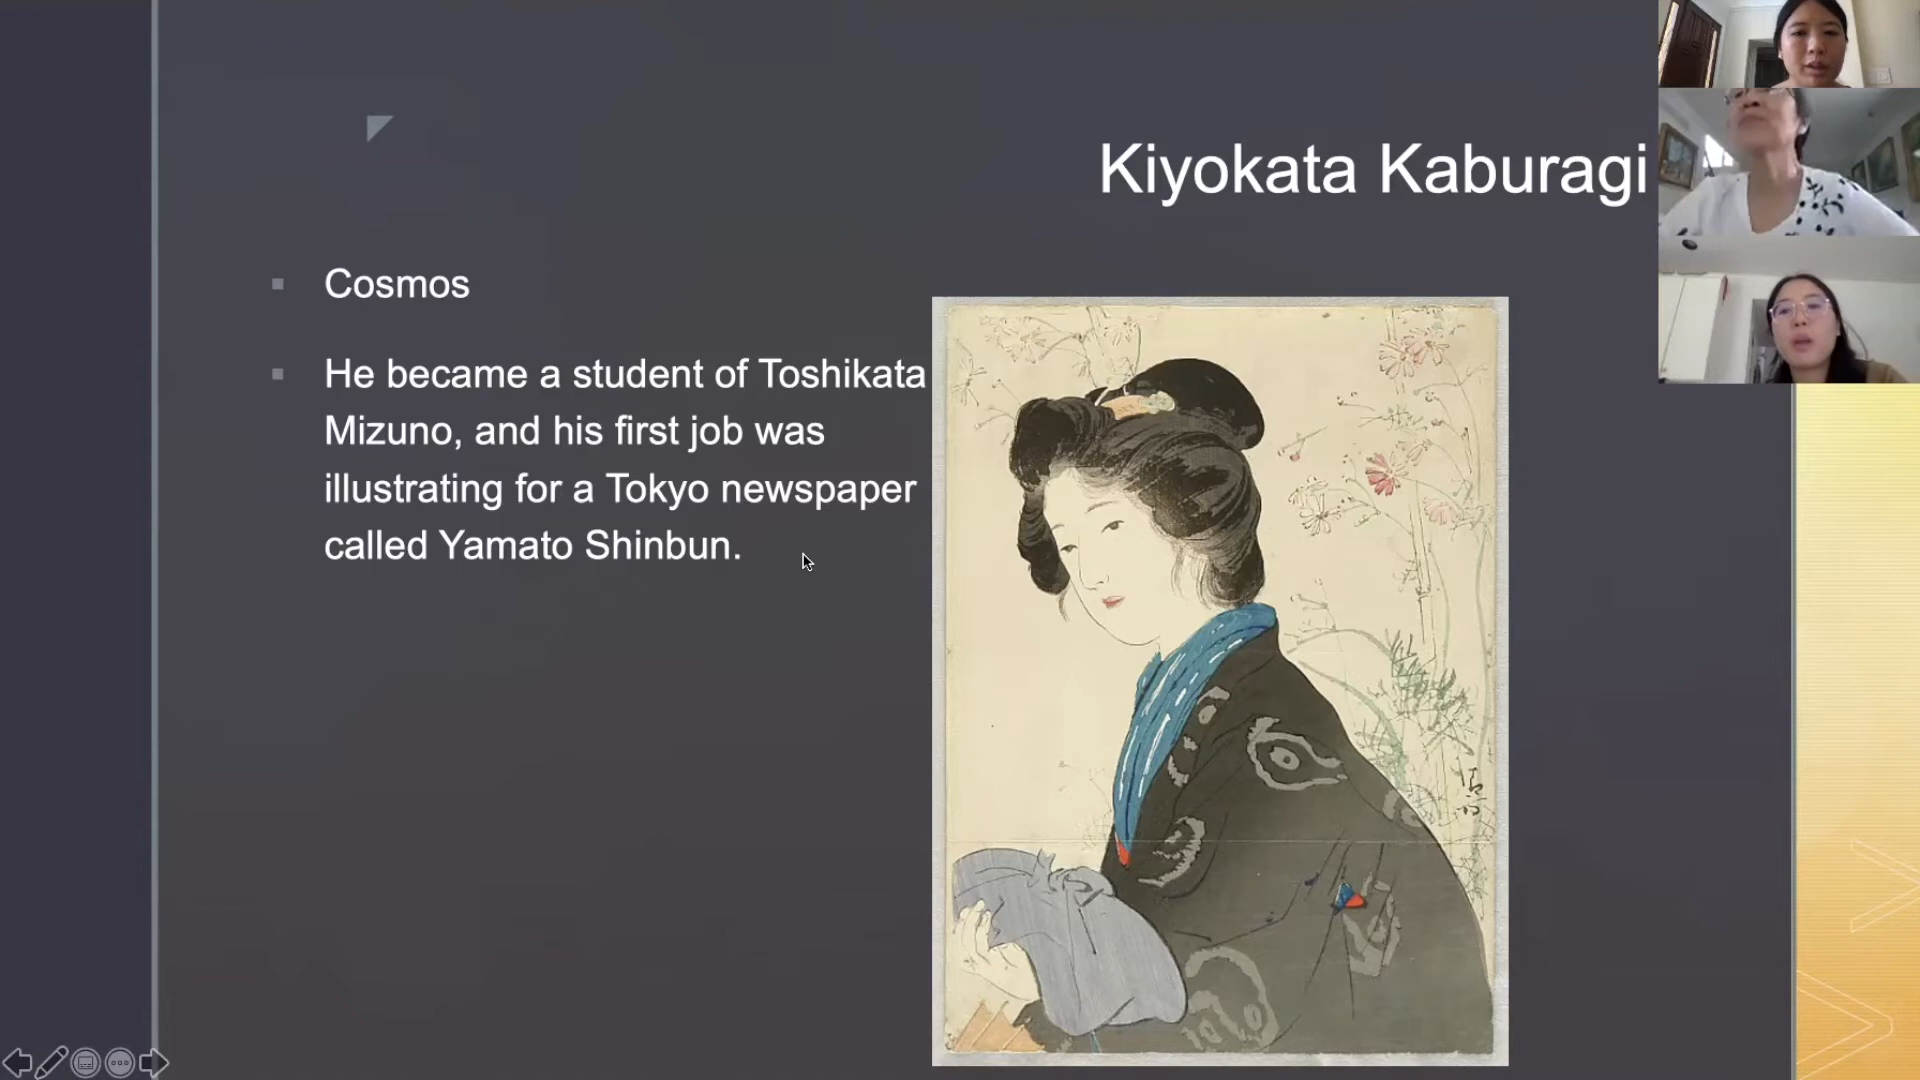 Kiyokata Kaburagi
Cosmos
He became a student of Toshikata
Mizuno, and his first job was
illustrating for a Tokyo newspaper
called Yamato Shinbun.